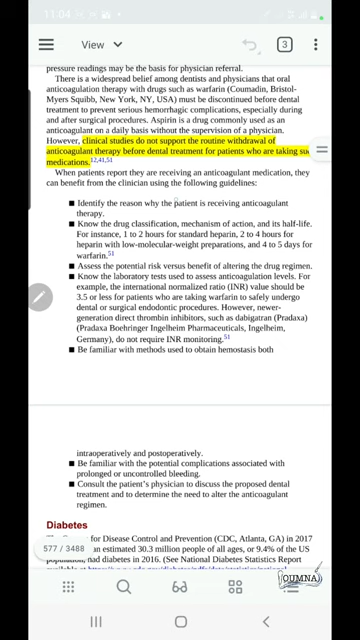 11:04
View
3
pressure readings may be the basis for physician referral.
There is a widespread belief among dentists and physicians that oral
anticoagulation therapy with drugs such as warfarin (Coumadin, Bristol-
Myers Squibb, New York, NY, USA) must be discontinued before dental
treatment to prevent serious hemorrhagic complications, especially during
and after surgical procedures. Aspirin is a drug commonly used as an
anticoagulant on a daily basis without the supervision of a physician.
However, clinical studies do not support the routine withdrawal of
anticoagulant therapy before dental treatment for patients who are taking suc
medications.12,41,51
When patients report they are receiving an anticoagulant medication, they
can benefit from the clinician using the following guidelines:
■ Identify the reason why the patient is receiving anticoagulant
therapy.
■ Know the drug classification, mechanism of action, and its half-life.
For instance, 1 to 2 hours for standard heparin, 2 to 4 hours for
heparin with low-molecular-weight preparations, and 4 to 5 days for
warfarin.51
■ Assess the potential risk versus benefit of altering the drug regimen.
■ Know the laboratory tests used to assess anticoagulation levels. For
example, the international normalized ratio (INR) value should be
3.5 or less for patients who are taking warfarin to safely undergo
dental or surgical endodontic procedures. However, newer-
generation direct thrombin inhibitors, such as dabigatran (Pradaxa)
(Pradaxa Boehringer Ingelheim Pharmaceuticals, Ingelheim,
Germany), do not require INR monitoring.51
■ Be familiar with methods used to obtain hemostasis both
intraoperatively and postoperatively.
■ Be familiar with the potential complications associated with
prolonged or uncontrolled bleeding.
■ Consult the patient's physician to discuss the proposed dental
treatment and to determine the need to alter the anticoagulant
regimen.
Diabetes
The Ce for Disease Control and Prevention (CDC, Atlanta, GA) in 2017
577 / 3488 an estimated 30.3 million people of all ages, or 9.4% of the US
population, had diabetes in 2016. (See National Diabetes Statistics Report
OUMNA